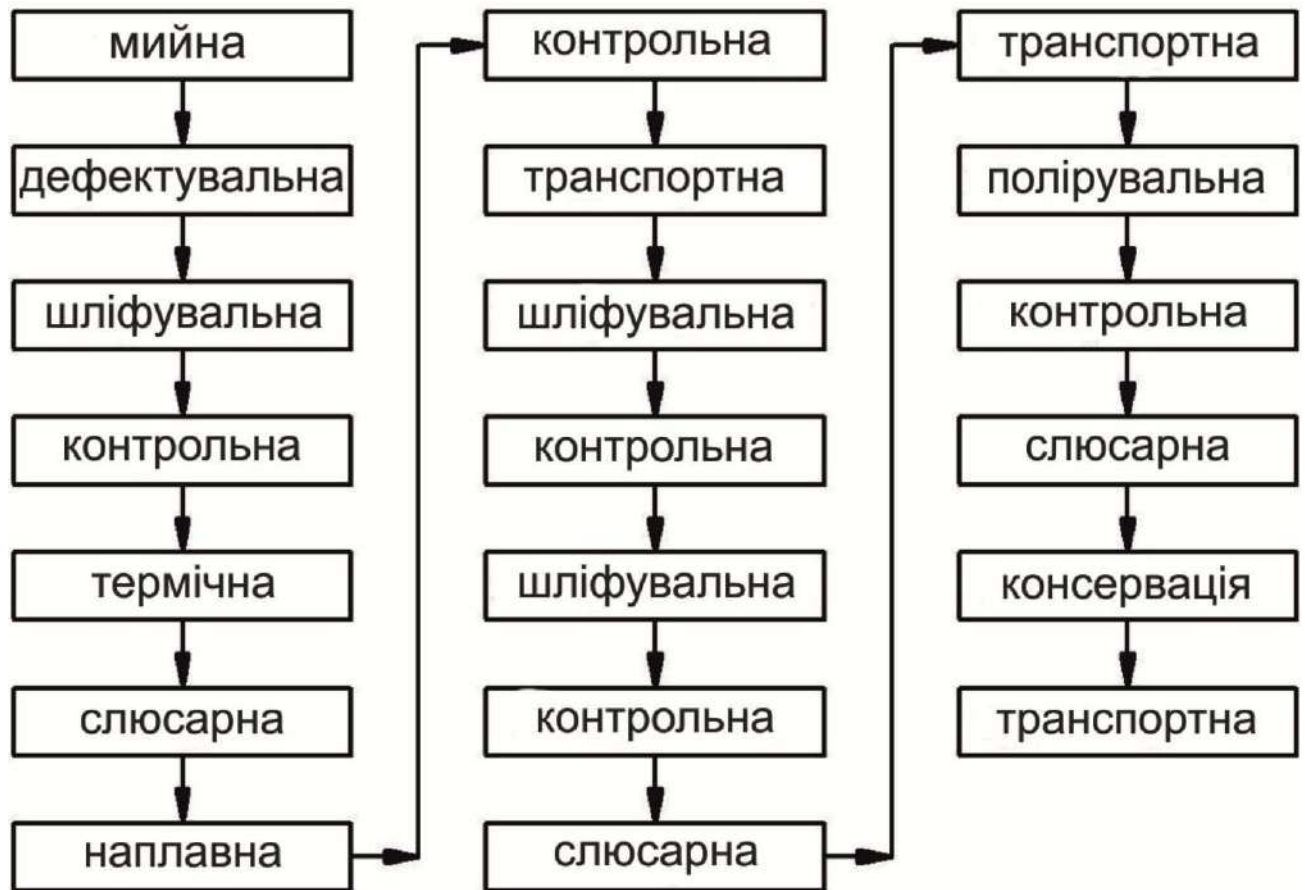 мийна
дефектувальна
шліфувальна
контрольна
термічна
слюсарна
наплавна
контрольна
транспортна
шліфувальна
контрольна
шліфувальна
контрольна
слюсарна
транспортна
полірувальна
контрольна
слюсарна
консервація
транспортна